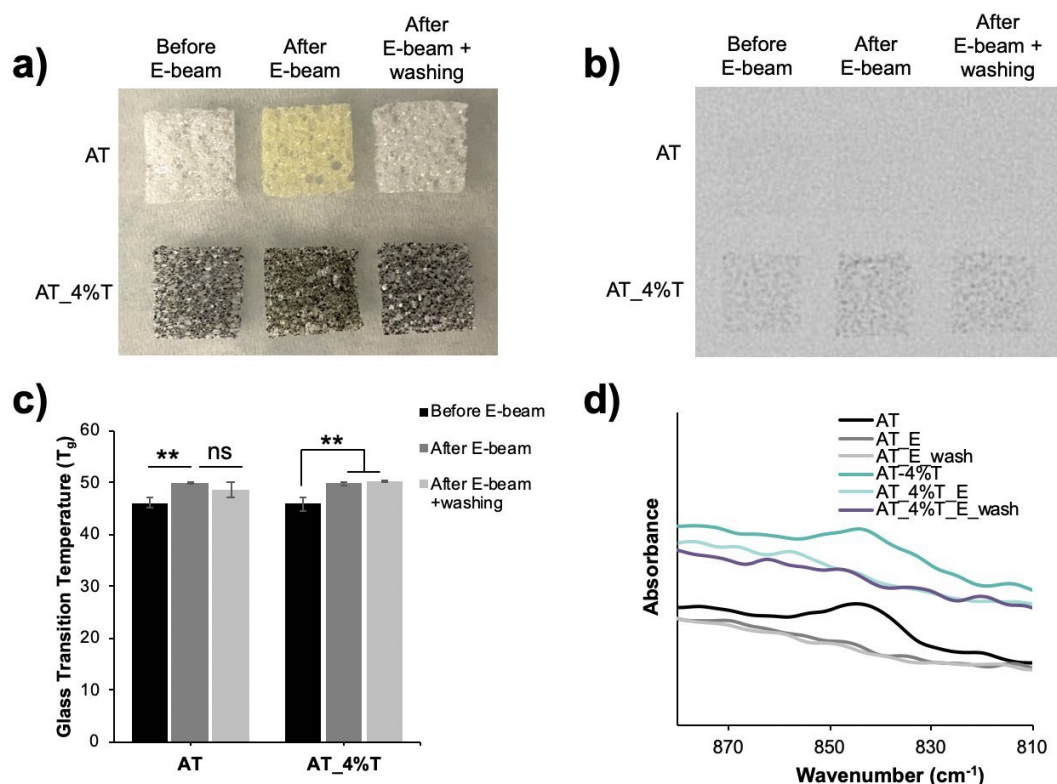 a)
Before
E-beam
After
E-beam
After
E-beam +
washing
AT
AT_4%T
b)
Before
E-beam
After
E-beam
After
E-beam +
washing
AT
AT_4%T
c)
Before E-beam
After E-beam
After E-beam
+washing
Glass Transition Temperature (Tg)
60
50
40
30
20
10
0
**
ns
**
AT
AT_4%T
d)
AT
AT_E
AT_E_wash
AT-4%T
AT_4%T_E
AT_4%T_E_wash
Absorbance
870
850
830
810
Wavenumber (cm-1)